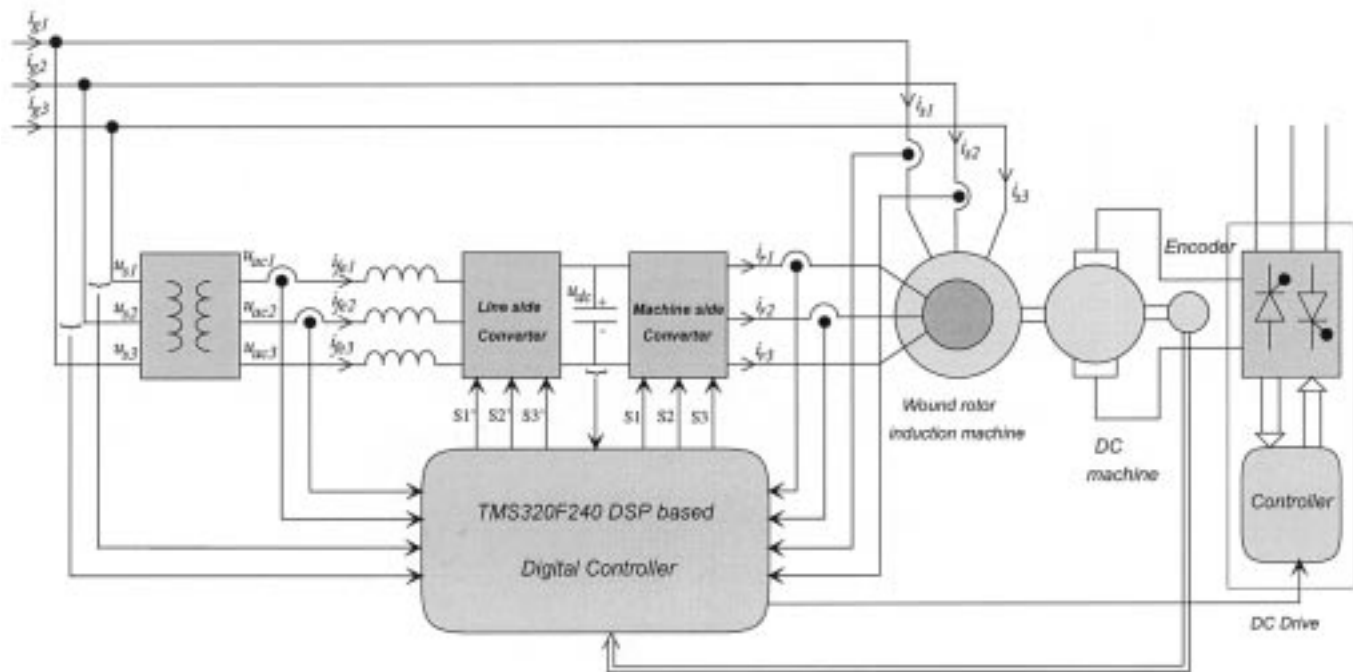 ig1
ig2
ig3
is1
is2
is3
Encoder
us1
us2
us3
uac1
uac2
uac3
ife1
ife2
ife3
Line side
Converter
udc
+
-
Machine side
Converter
ir1
ir2
ir3
S1'
S2'
S3'
S1
S2
S3
Wound rotor
induction machine
DC
machine
TMS320F240 DSP based
Digital Controller
Controller
DC Drive